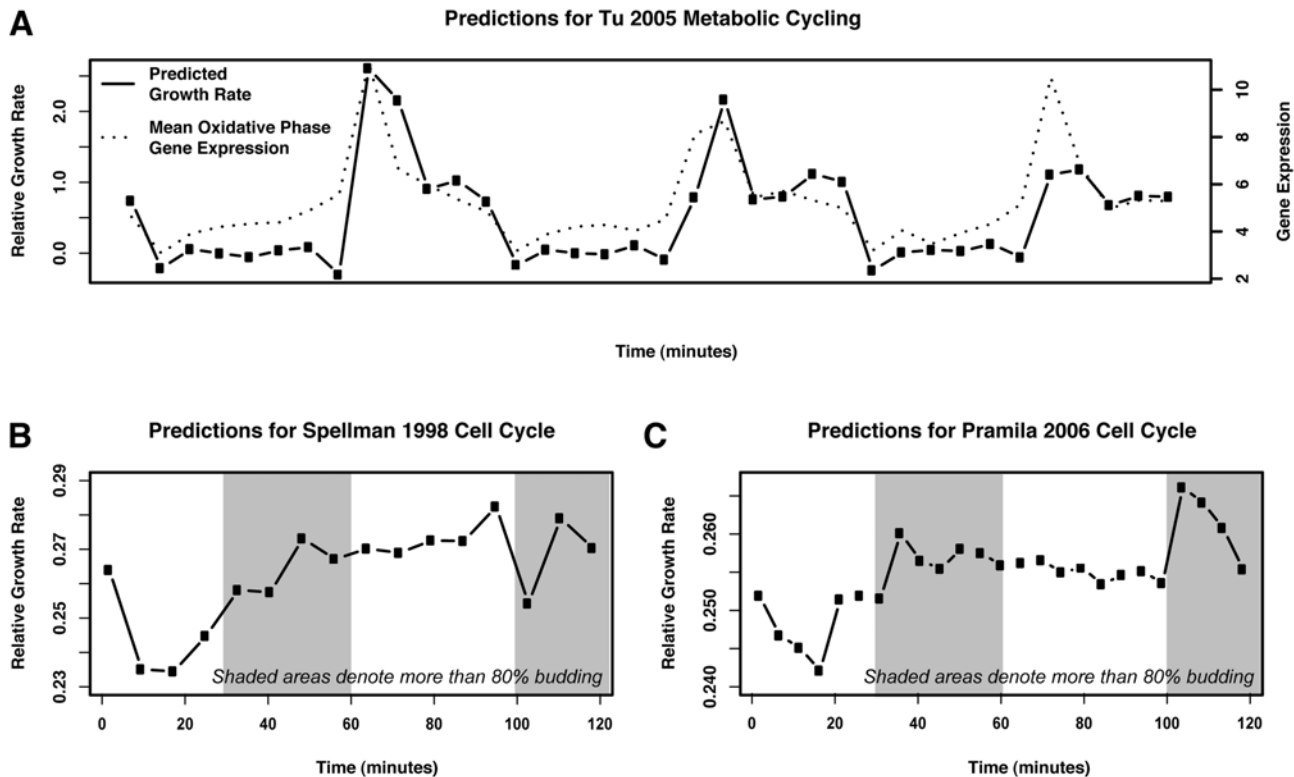 A
Predictions for Tu 2005 Metabolic Cycling
Relative Growth Rate
0.0 1.0 2.0
Predicted
Growth Rate
Mean Oxidative Phase
Gene Expression
2 4 6 8 10
Gene Expression
Time (minutes)
B
Predictions for Spellman 1998 Cell Cycle
Relative Growth Rate
0.23 0.25 0.27 0.29
Shaded areas denote more than 80% budding
0 20 40 60 80 100 120
Time (minutes)
C
Predictions for Pramila 2006 Cell Cycle
Relative Growth Rate
0.240 0.250 0.260
Shaded areas denote more than 80% budding
0 20 40 60 80 100 120
Time (minutes)